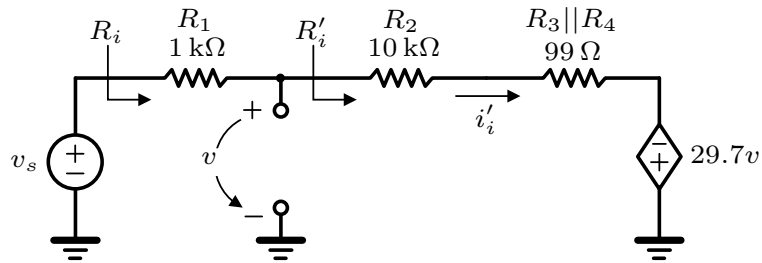 R_i
R_1
1 kΩ
R'_i
R_2
10 kΩ
R_3||R_4
99 Ω
i'_i
v_s
+
−
+
v
−
−
+
29.7v